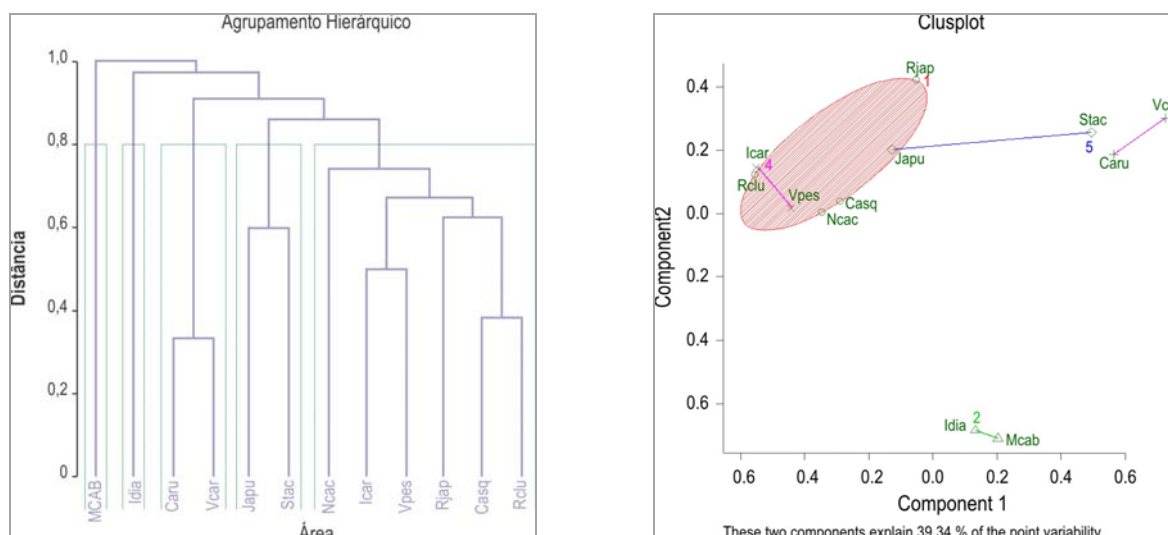 Agrupamento Hierárquico
Distância
1,0
0,8
0,6
0,4
0,2
0
MCAB
Idia
Caru
Vcar
Japu
Stac
Ncac
Icar
Vpes
Rjap
Casq
Rclu
Área
Clusplot
Component2
0.4
0.2
0.0
0.2
0.4
0.6
Rjap
1
Stac
5
Vc
Caru
Japu
Icar
4
Rclu
Vpes
Casq
Ncac
2
Idia
Mcab
0.6 0.4 0.2 0.0 0.2 0.4 0.6
Component 1
These two components explain 39.34 % of the point variability